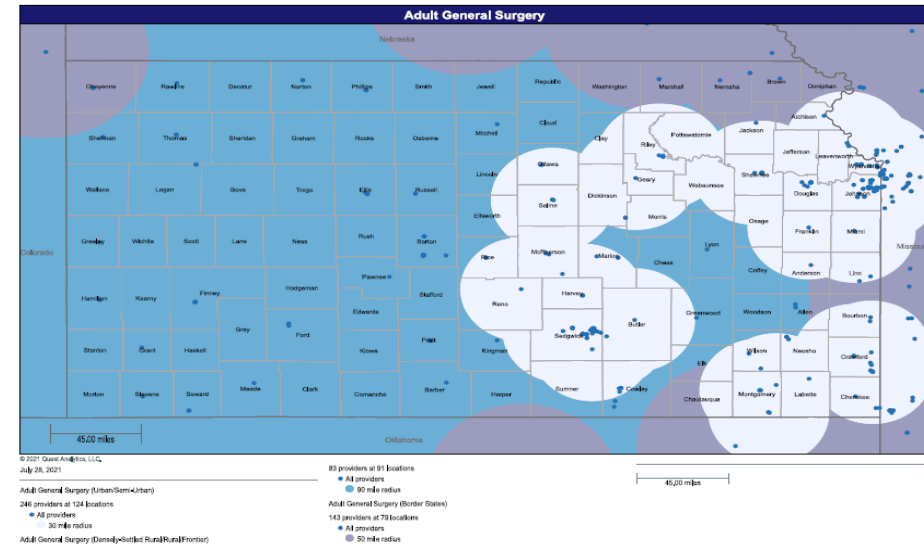 Adult General Surgery
Nebraska
Cheyenne Rawlins Decatur Norton Phillips Smith Jewell Republic Washington Marshall Nemaha Brown Doniphan
Atchison
Cloud Clay Riley Pottawatomie Jackson
Sherman Thomas Sheridan Graham Rooks Osborne Mitchell
Jefferson Leavenworth
Ottawa
Wyandotte
Lincoln Geary Shawnee
Wallace Logan Gove Trego Ellis Russell Saline Dickinson Wabaunsee Douglas Johnson
Ellsworth Morris Osage
Colorado Greeley Wichita Scott Lane Ness Rush Barton Rice McPherson Marion Chase Lyon Franklin Miami Missouri
Pawnee Coffey Anderson Linn
Hamilton Kearny Finney Hodgeman Stafford Reno Harvey
Edwards Greenwood Woodson Allen Bourbon
Gray Ford Butler
Stanton Grant Haskell Kiowa Pratt Kingman Sedgwick Elk Wilson Neosho Crawford
Morton Stevens Seward Meade Clark Comanche Barber Harper Sumner Cowley Chautauqua Montgomery Labette Cherokee
45.00 miles
Oklahoma
© 2021 Quest Analytics, LLC.
July 28, 2021
Adult General Surgery (Urban/Semi-Urban)
246 providers at 124 locations
All providers
30 mile radius
Adult General Surgery (Densely-Settled Rural/Rural/Frontier)
83 providers at 91 locations
All providers
90 mile radius
Adult General Surgery (Border States)
143 providers at 79 locations
All providers
50 mile radius
45.00 miles